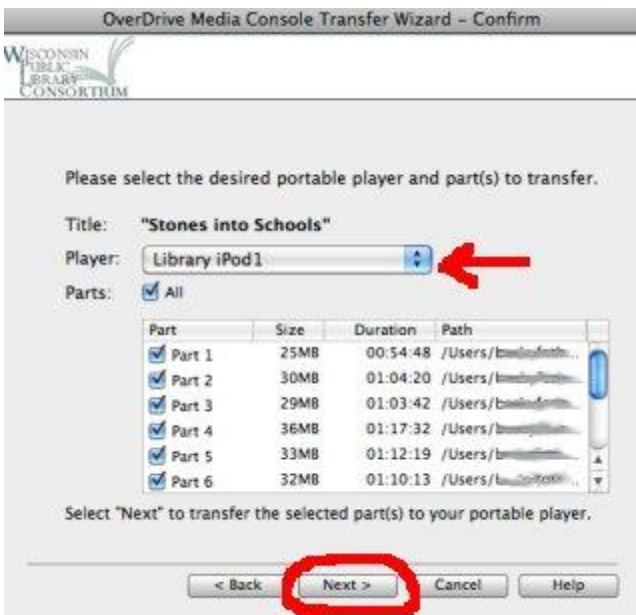 OverDrive Media Console Transfer Wizard – Confirm
WISCONSIN
PUBLIC
LIBRARY
CONSORTIUM
Please select the desired portable player and part(s) to transfer.
Title: "Stones into Schools"
Player: Library iPod1
Parts: All
Part Size Duration Path
Part 1 25MB 00:54:48 /Users/
Part 2 30MB 01:04:20 /Users/
Part 3 29MB 01:03:42 /Users/
Part 4 36MB 01:17:32 /Users/
Part 5 33MB 01:12:19 /Users/
Part 6 32MB 01:10:13 /Users/
Select "Next" to transfer the selected part(s) to your portable player.
< Back Next > Cancel Help